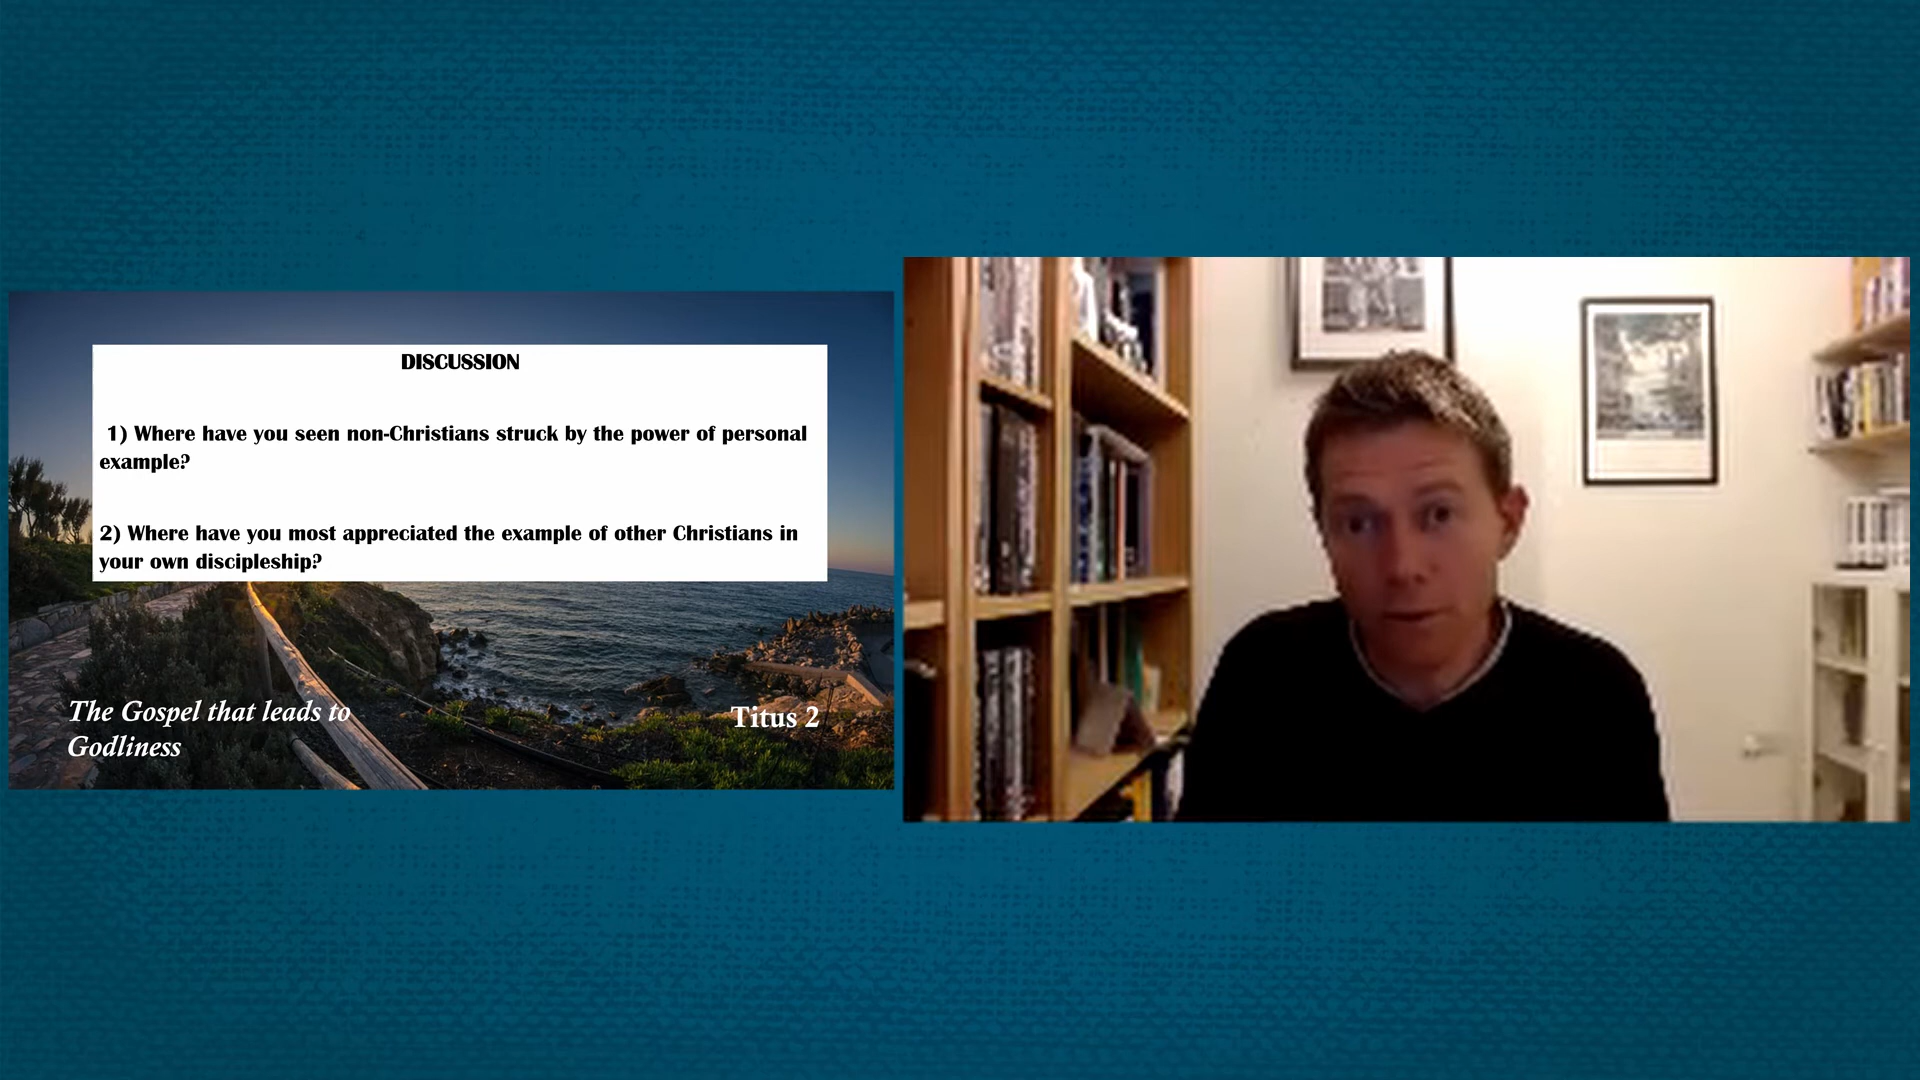 DISCUSSION
1) Where have you seen non-Christians struck by the power of personal
example?
2) Where have you most appreciated the example of other Christians in
your own discipleship?
The Gospel that leads to
Godliness
Titus 2